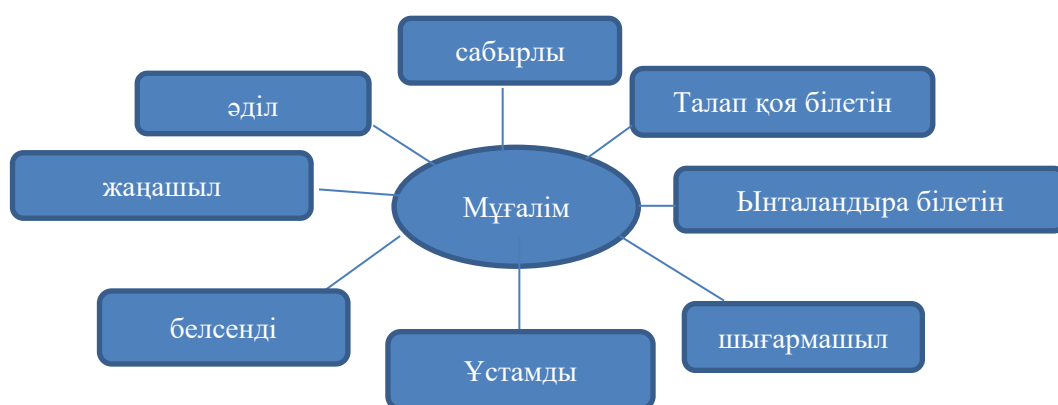 сабырлы
Талап қоя білетін
әділ
жаңашыл
Мұғалім
Ынталандыра білетін
белсенді
шығармашыл
Ұстамды